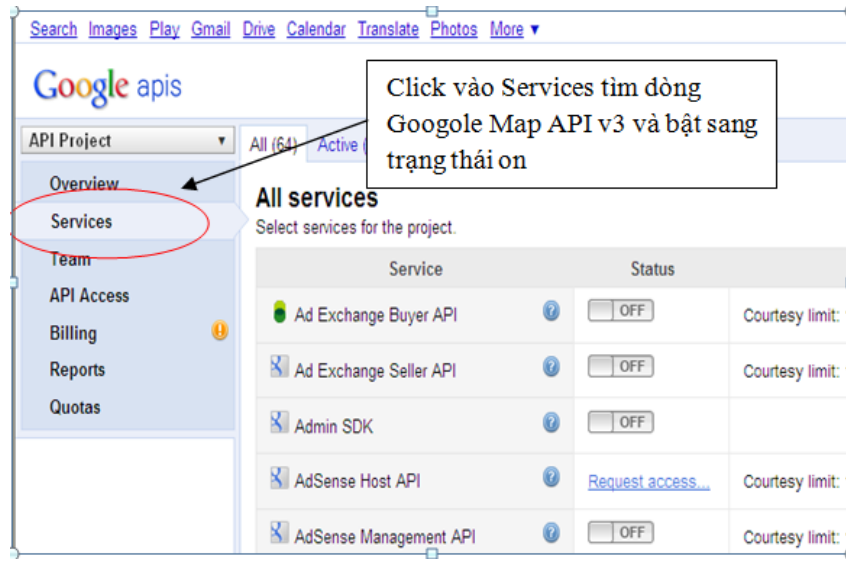 Search Images Play Gmail Drive Calendar Translate Photos More ▼
Google apis
Click vào Services tìm dòng
Googole Map API v3 và bật sang
trạng thái on
API Project ▼
All (64) Active (
Overview
Services
Team
API Access
Billing
Reports
Quotas
All services
Select services for the project.
Service Status
Ad Exchange Buyer API OFF Courtesy limit:
Ad Exchange Seller API OFF Courtesy limit:
Admin SDK OFF
AdSense Host API Request access... Courtesy limit:
AdSense Management API OFF Courtesy limit: